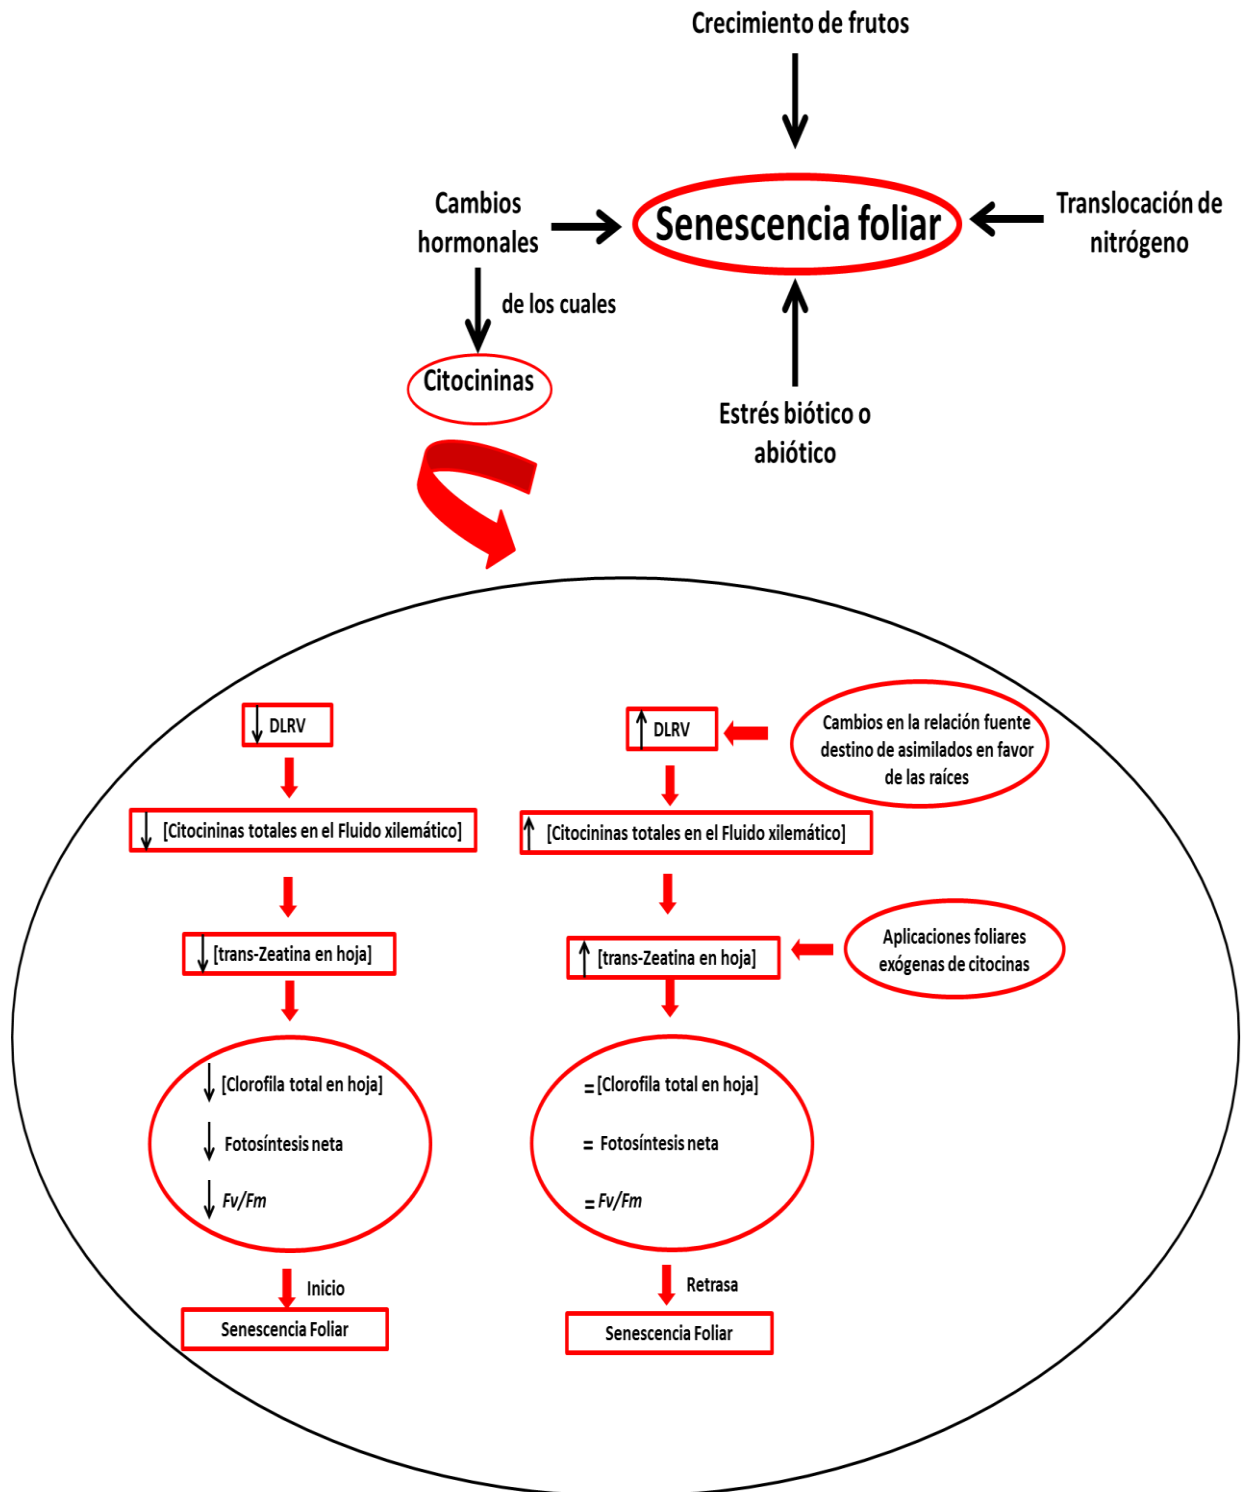 Crecimiento de frutos
Cambios
hormonales
Senescencia foliar
Translocación de
nitrógeno
de los cuales
Citocininas
Estrés biótico o
abiótico
↓ DLRV
↑ DLRV
Cambios en la relación fuente
destino de asimilados en favor
de las raíces
↓ [Citocininas totales en el Fluido xilemático]
↑ [Citocininas totales en el Fluido xilemático]
↓ [trans-Zeatina en hoja]
↑ [trans-Zeatina en hoja]
Aplicaciones foliares
exógenas de citocinas
↓ [Clorofila total en hoja]
↓ Fotosíntesis neta
↓ Fv/Fm
= [Clorofila total en hoja]
= Fotosíntesis neta
= Fv/Fm
Inicio
Retrasa
Senescencia Foliar
Senescencia Foliar